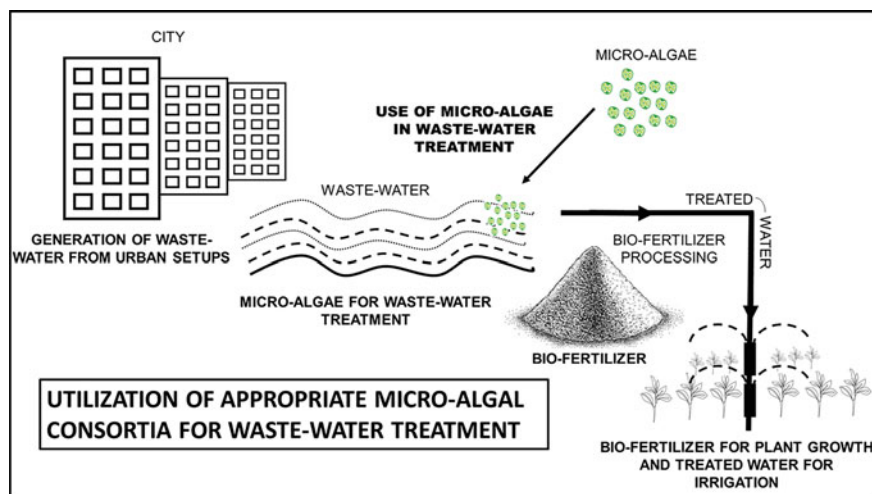 CITY
MICRO-ALGAE
USE OF MICRO-ALGAE
IN WASTE-WATER
TREATMENT
WASTE-WATER
GENERATION OF WASTE-
WATER FROM URBAN SETUPS
TREATED
WATER
BIO-FERTILIZER
PROCESSING
MICRO-ALGAE FOR WASTE-WATER
TREATMENT
BIO-FERTILIZER
UTILIZATION OF APPROPRIATE MICRO-ALGAL
CONSORTIA FOR WASTE-WATER TREATMENT
BIO-FERTILIZER FOR PLANT GROWTH
AND TREATED WATER FOR
IRRIGATION